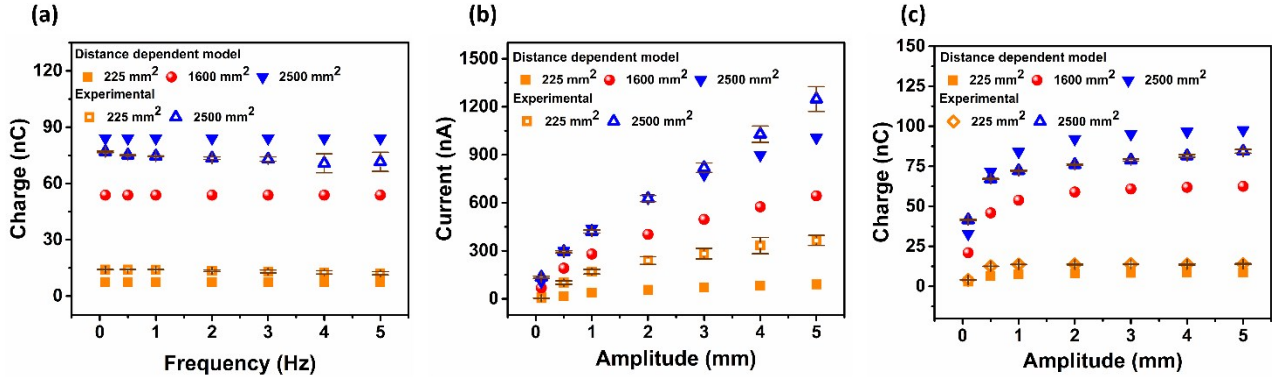 (a)
Charge (nC)
120
90
60
30
0
Distance dependent model
225 mm²
1600 mm²
2500 mm²
Experimental
225 mm²
2500 mm²
0 1 2 3 4 5
Frequency (Hz)
(b)
Current (nA)
1500
1200
900
600
300
0
Distance dependent model
225 mm²
1600 mm²
2500 mm²
Experimental
225 mm²
2500 mm²
0 1 2 3 4 5
Amplitude (mm)
(c)
Charge (nC)
150
125
100
75
50
25
0
Distance dependent model
225 mm²
1600 mm²
2500 mm²
Experimental
225 mm²
2500 mm²
0 1 2 3 4 5
Amplitude (mm)